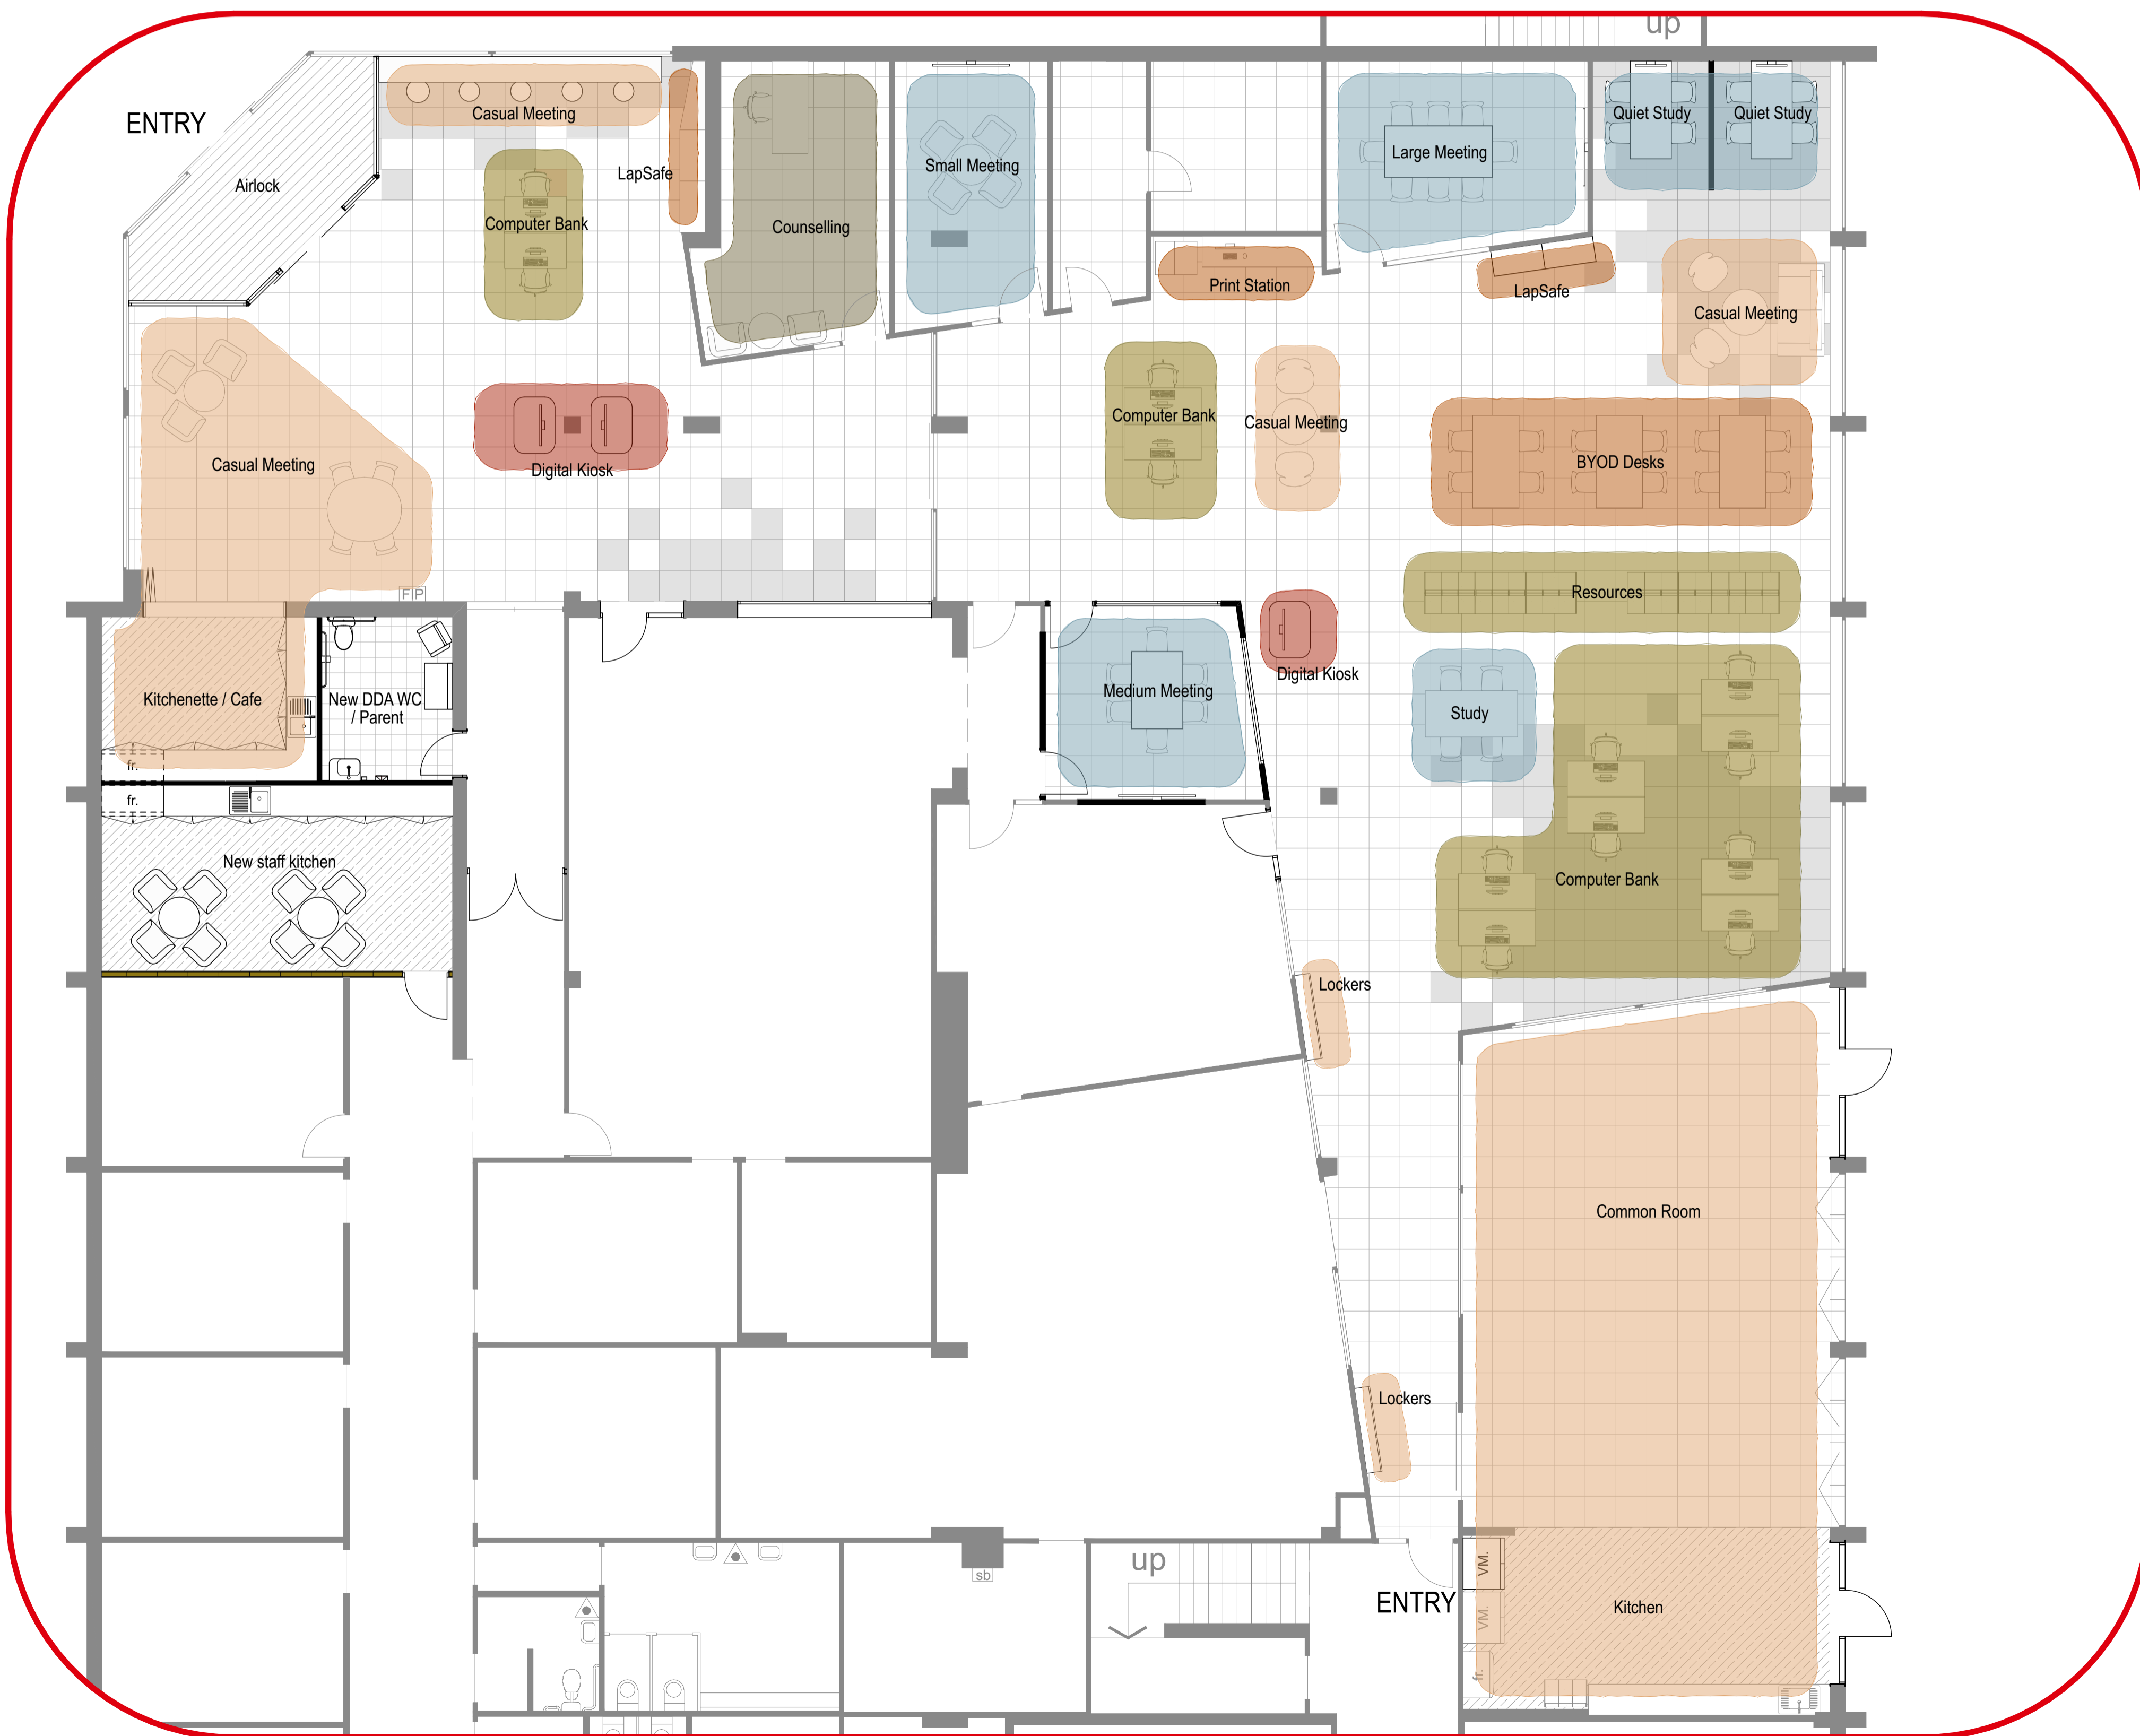 up
ENTRY
Casual Meeting
Quiet Study
Quiet Study
Large Meeting
Small Meeting
LapSafe
Airlock
Computer Bank
Counselling
Print Station
LapSafe
Casual Meeting
Computer Bank
Casual Meeting
Casual Meeting
BYOD Desks
Digital Kiosk
FIP
Resources
Digital Kiosk
Medium Meeting
Kitchenette / Cafe
New DDA WC
/ Parent
Study
fr.
fr.
New staff kitchen
Computer Bank
Lockers
Common Room
Lockers
up
VM.
sb
ENTRY
VM.
Kitchen
fr.